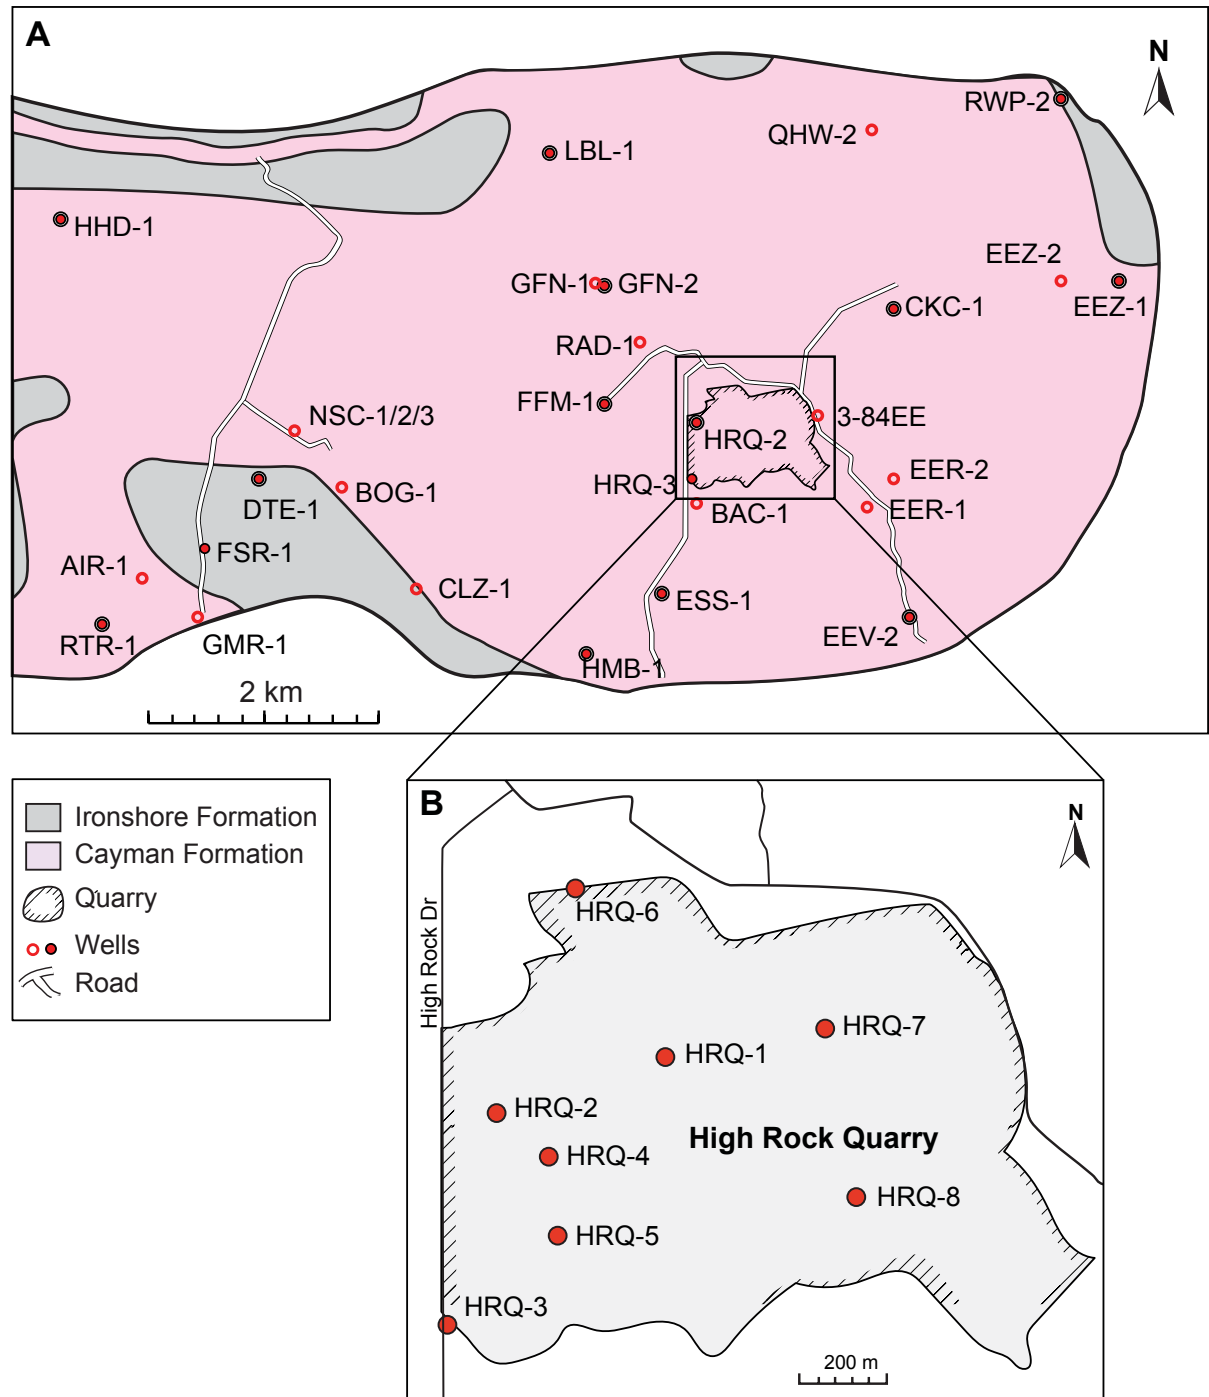 A
N
RWP-2
QHW-2
LBL-1
HHD-1
EEZ-2
GFN-1
GFN-2
EEZ-1
CKC-1
RAD-1
FFM-1
NSC-1/2/3
3-84EE
HRQ-2
EER-2
HRQ-3
BOG-1
DTE-1
BAC-1
EER-1
FSR-1
AIR-1
CLZ-1
ESS-1
EEV-2
RTR-1
GMR-1
HMB-1
2 km
Ironshore Formation
Cayman Formation
Quarry
Wells
Road
B
N
High Rock Dr
HRQ-6
HRQ-7
HRQ-1
HRQ-2
High Rock Quarry
HRQ-4
HRQ-8
HRQ-5
HRQ-3
200 m